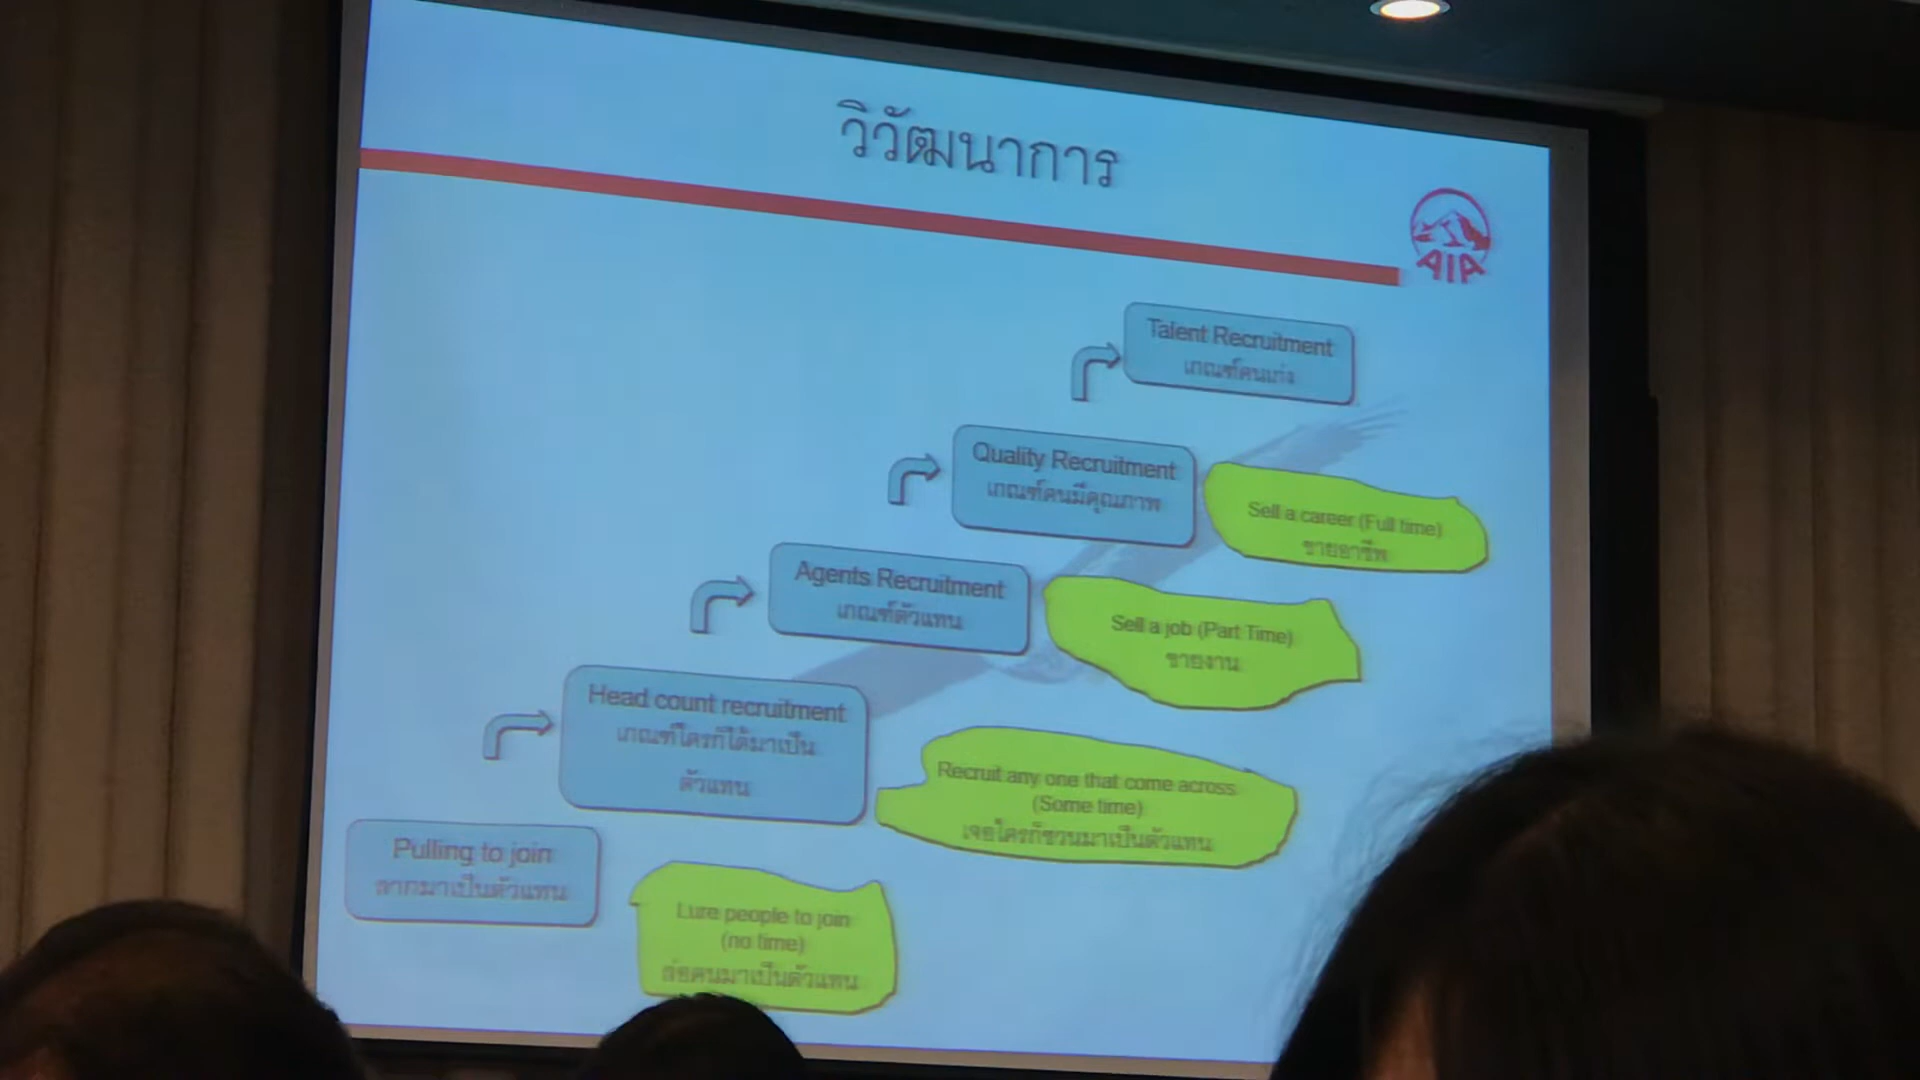 วิวัฒนาการ
AIA
Talent Recruitment
เกณฑ์คนเก่ง
Quality Recruitment
เกณฑ์คนมีคุณภาพ
Sell a career (Full time)
ขายอาชีพ
Agents Recruitment
เกณฑ์ตัวแทน
Sell a job (Part Time)
ขายงาน
Head count recruitment
เกณฑ์ใครก็ได้มาเป็น
ตัวแทน
Recruit any one that come across
(Some time)
เจอใครก็ชวนมาเป็นตัวแทน
Pulling to join
ลากมาเป็นตัวแทน
Lure people to join
(no time)
ล่อคนมาเป็นตัวแทน